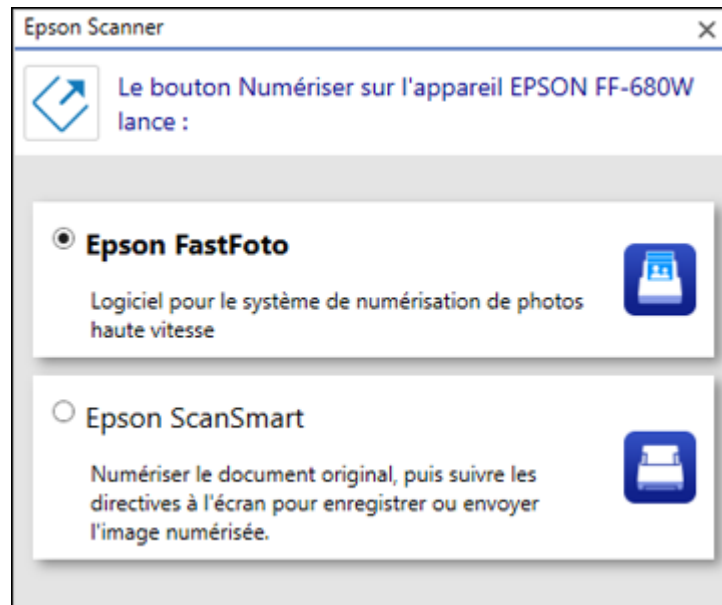 Epson Scanner
Le bouton Numériser sur l'appareil EPSON FF-680W
lance :
Epson FastFoto
Logiciel pour le système de numérisation de photos
haute vitesse
Epson ScanSmart
Numériser le document original, puis suivre les
directives à l'écran pour enregistrer ou envoyer
l'image numérisée.